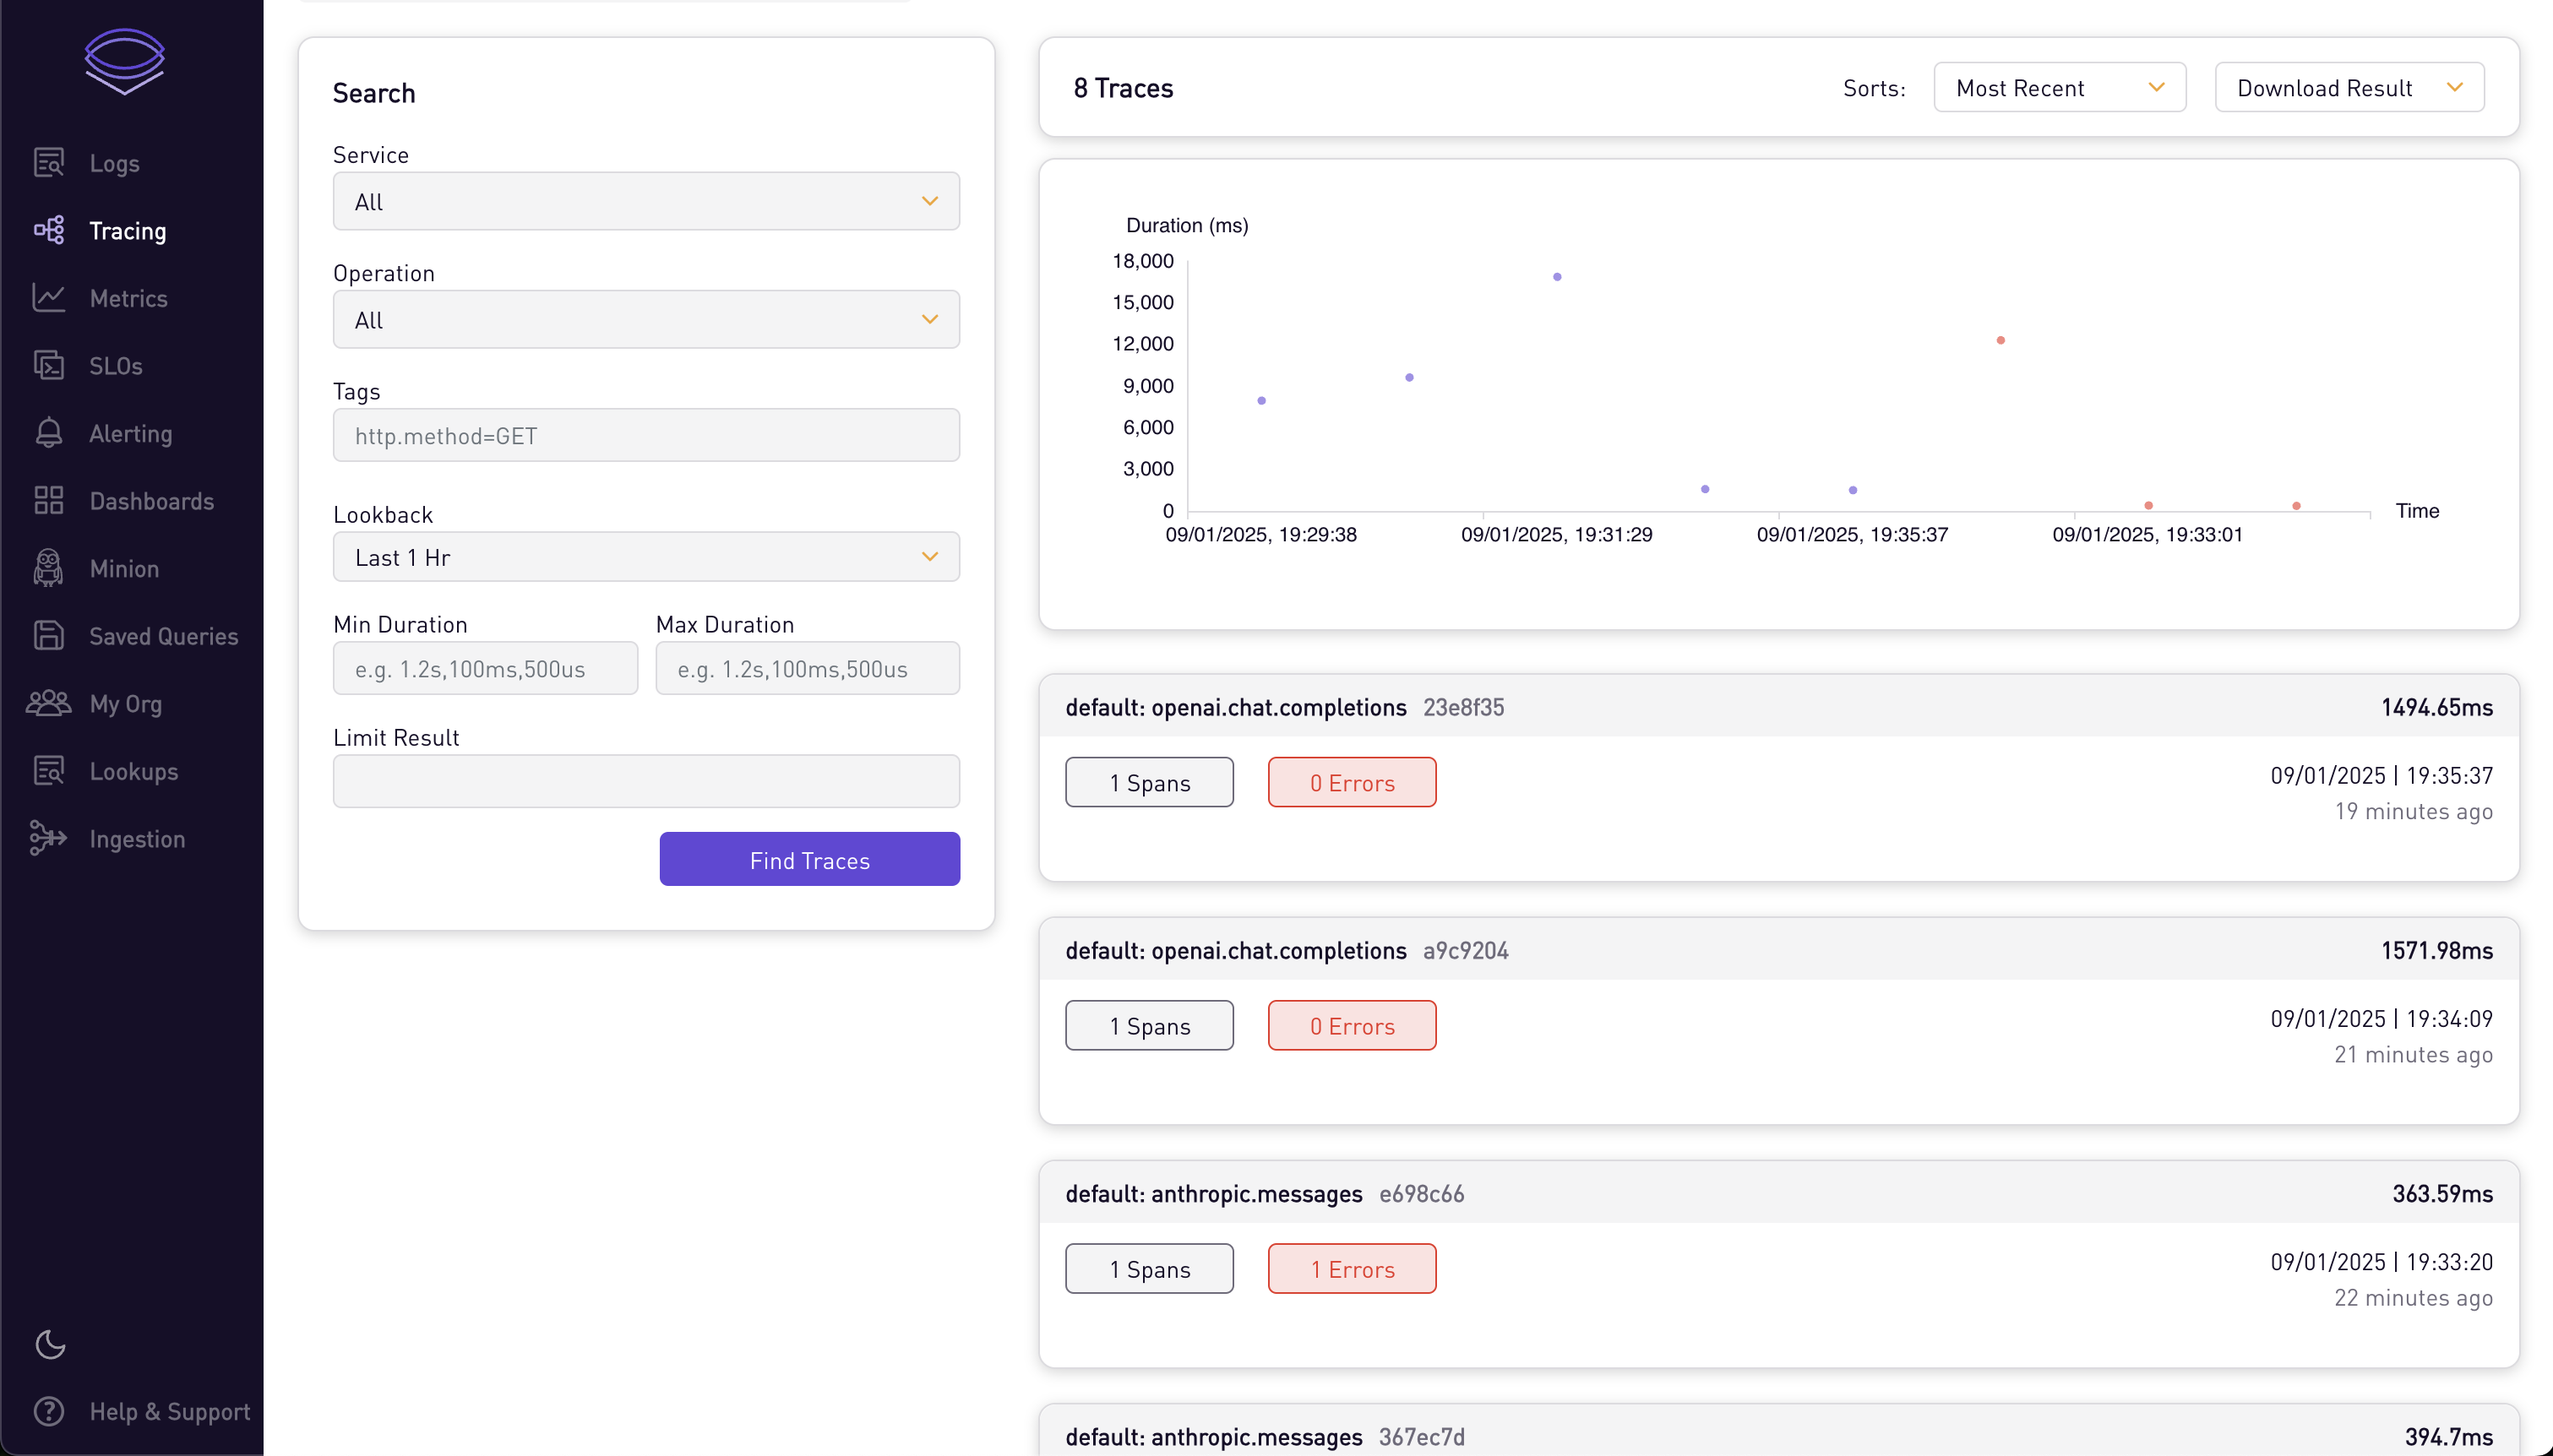 Logs
Tracing
Metrics
SLOs
Alerting
Dashboards
Minion
Saved Queries
My Org
Lookups
Ingestion
Help & Support
Search
Service
All
Operation
All
Tags
http.method=GET
Lookback
Last 1 Hr
Min Duration Max Duration
e.g. 1.2s,100ms,500us e.g. 1.2s,100ms,500us
Limit Result
Find Traces
8 Traces Sorts: Most Recent Download Result
Duration (ms)
18,000
15,000
12,000
9,000
6,000
3,000
0 Time
09/01/2025, 19:29:38 09/01/2025, 19:31:29 09/01/2025, 19:35:37 09/01/2025, 19:33:01
default: openai.chat.completions 23e8f35 1494.65ms
1 Spans 0 Errors 09/01/2025 | 19:35:37
19 minutes ago
default: openai.chat.completions a9c9204 1571.98ms
1 Spans 0 Errors 09/01/2025 | 19:34:09
21 minutes ago
default: anthropic.messages e698c66 363.59ms
1 Spans 1 Errors 09/01/2025 | 19:33:20
22 minutes ago
default: anthropic.messages 367ec7d 394.7ms